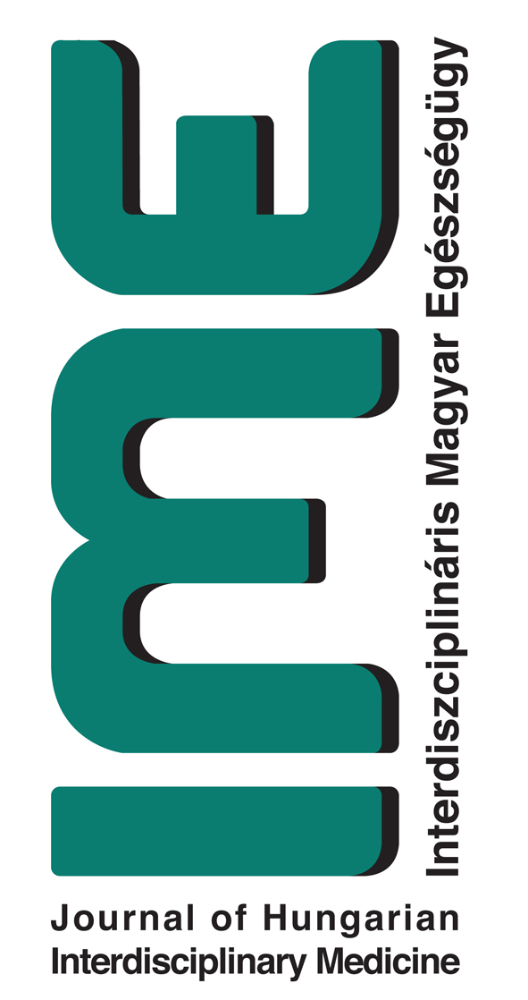 IME
Interdiszciplináris Magyar Egészségügy
Journal of Hungarian
Interdisciplinary Medicine